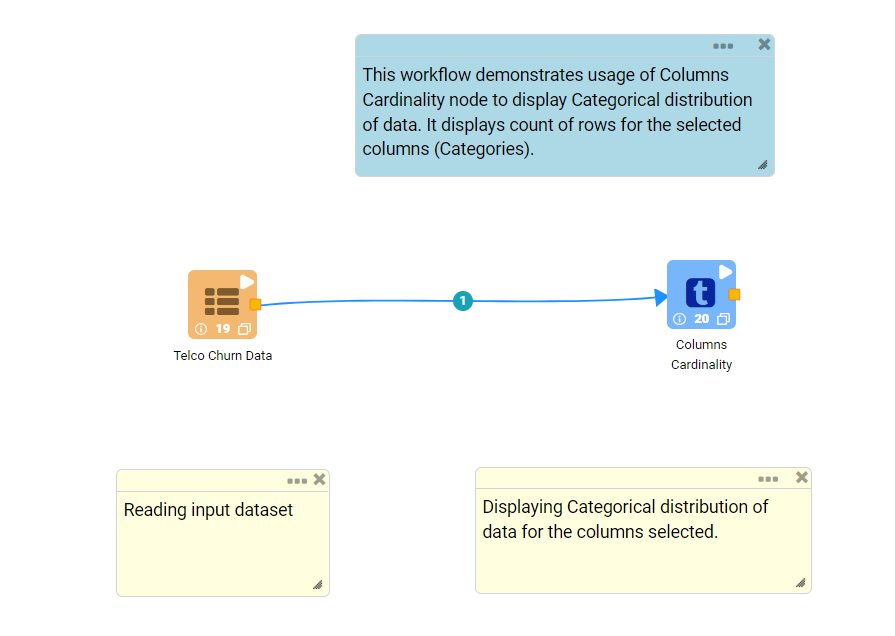 This workflow demonstrates usage of Columns
Cardinality node to display Categorical distribution
of data. It displays count of rows for the selected
columns (Categories).
1
t
19
20
Telco Churn Data
Columns
Cardinality
Reading input dataset
Displaying Categorical distribution of
data for the columns selected.